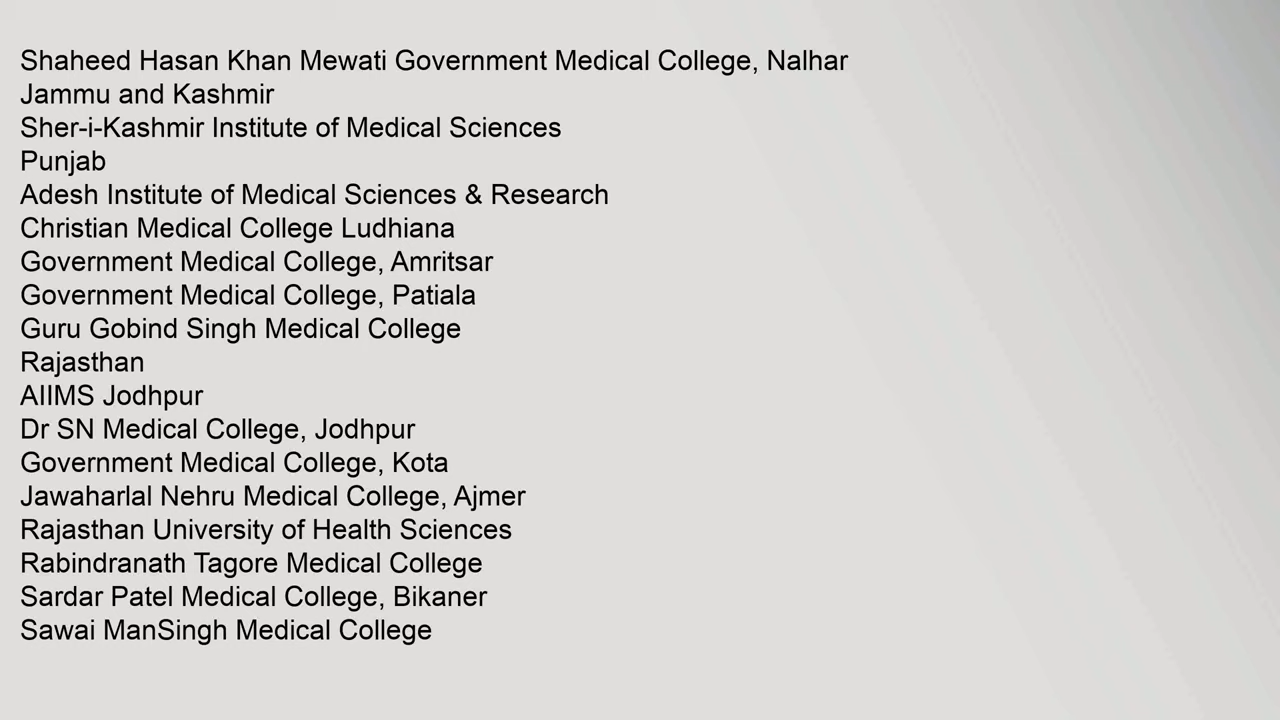 Shaheed Hasan Khan Mewati Government Medical College, Nalhar
Jammu and Kashmir
Sher-i-Kashmir Institute of Medical Sciences
Punjab
Adesh Institute of Medical Sciences & Research
Christian Medical College Ludhiana
Government Medical College, Amritsar
Government Medical College, Patiala
Guru Gobind Singh Medical College
Rajasthan
AIIMS Jodhpur
Dr SN Medical College, Jodhpur
Government Medical College, Kota
Jawaharlal Nehru Medical College, Ajmer
Rajasthan University of Health Sciences
Rabindranath Tagore Medical College
Sardar Patel Medical College, Bikaner
Sawai ManSingh Medical College